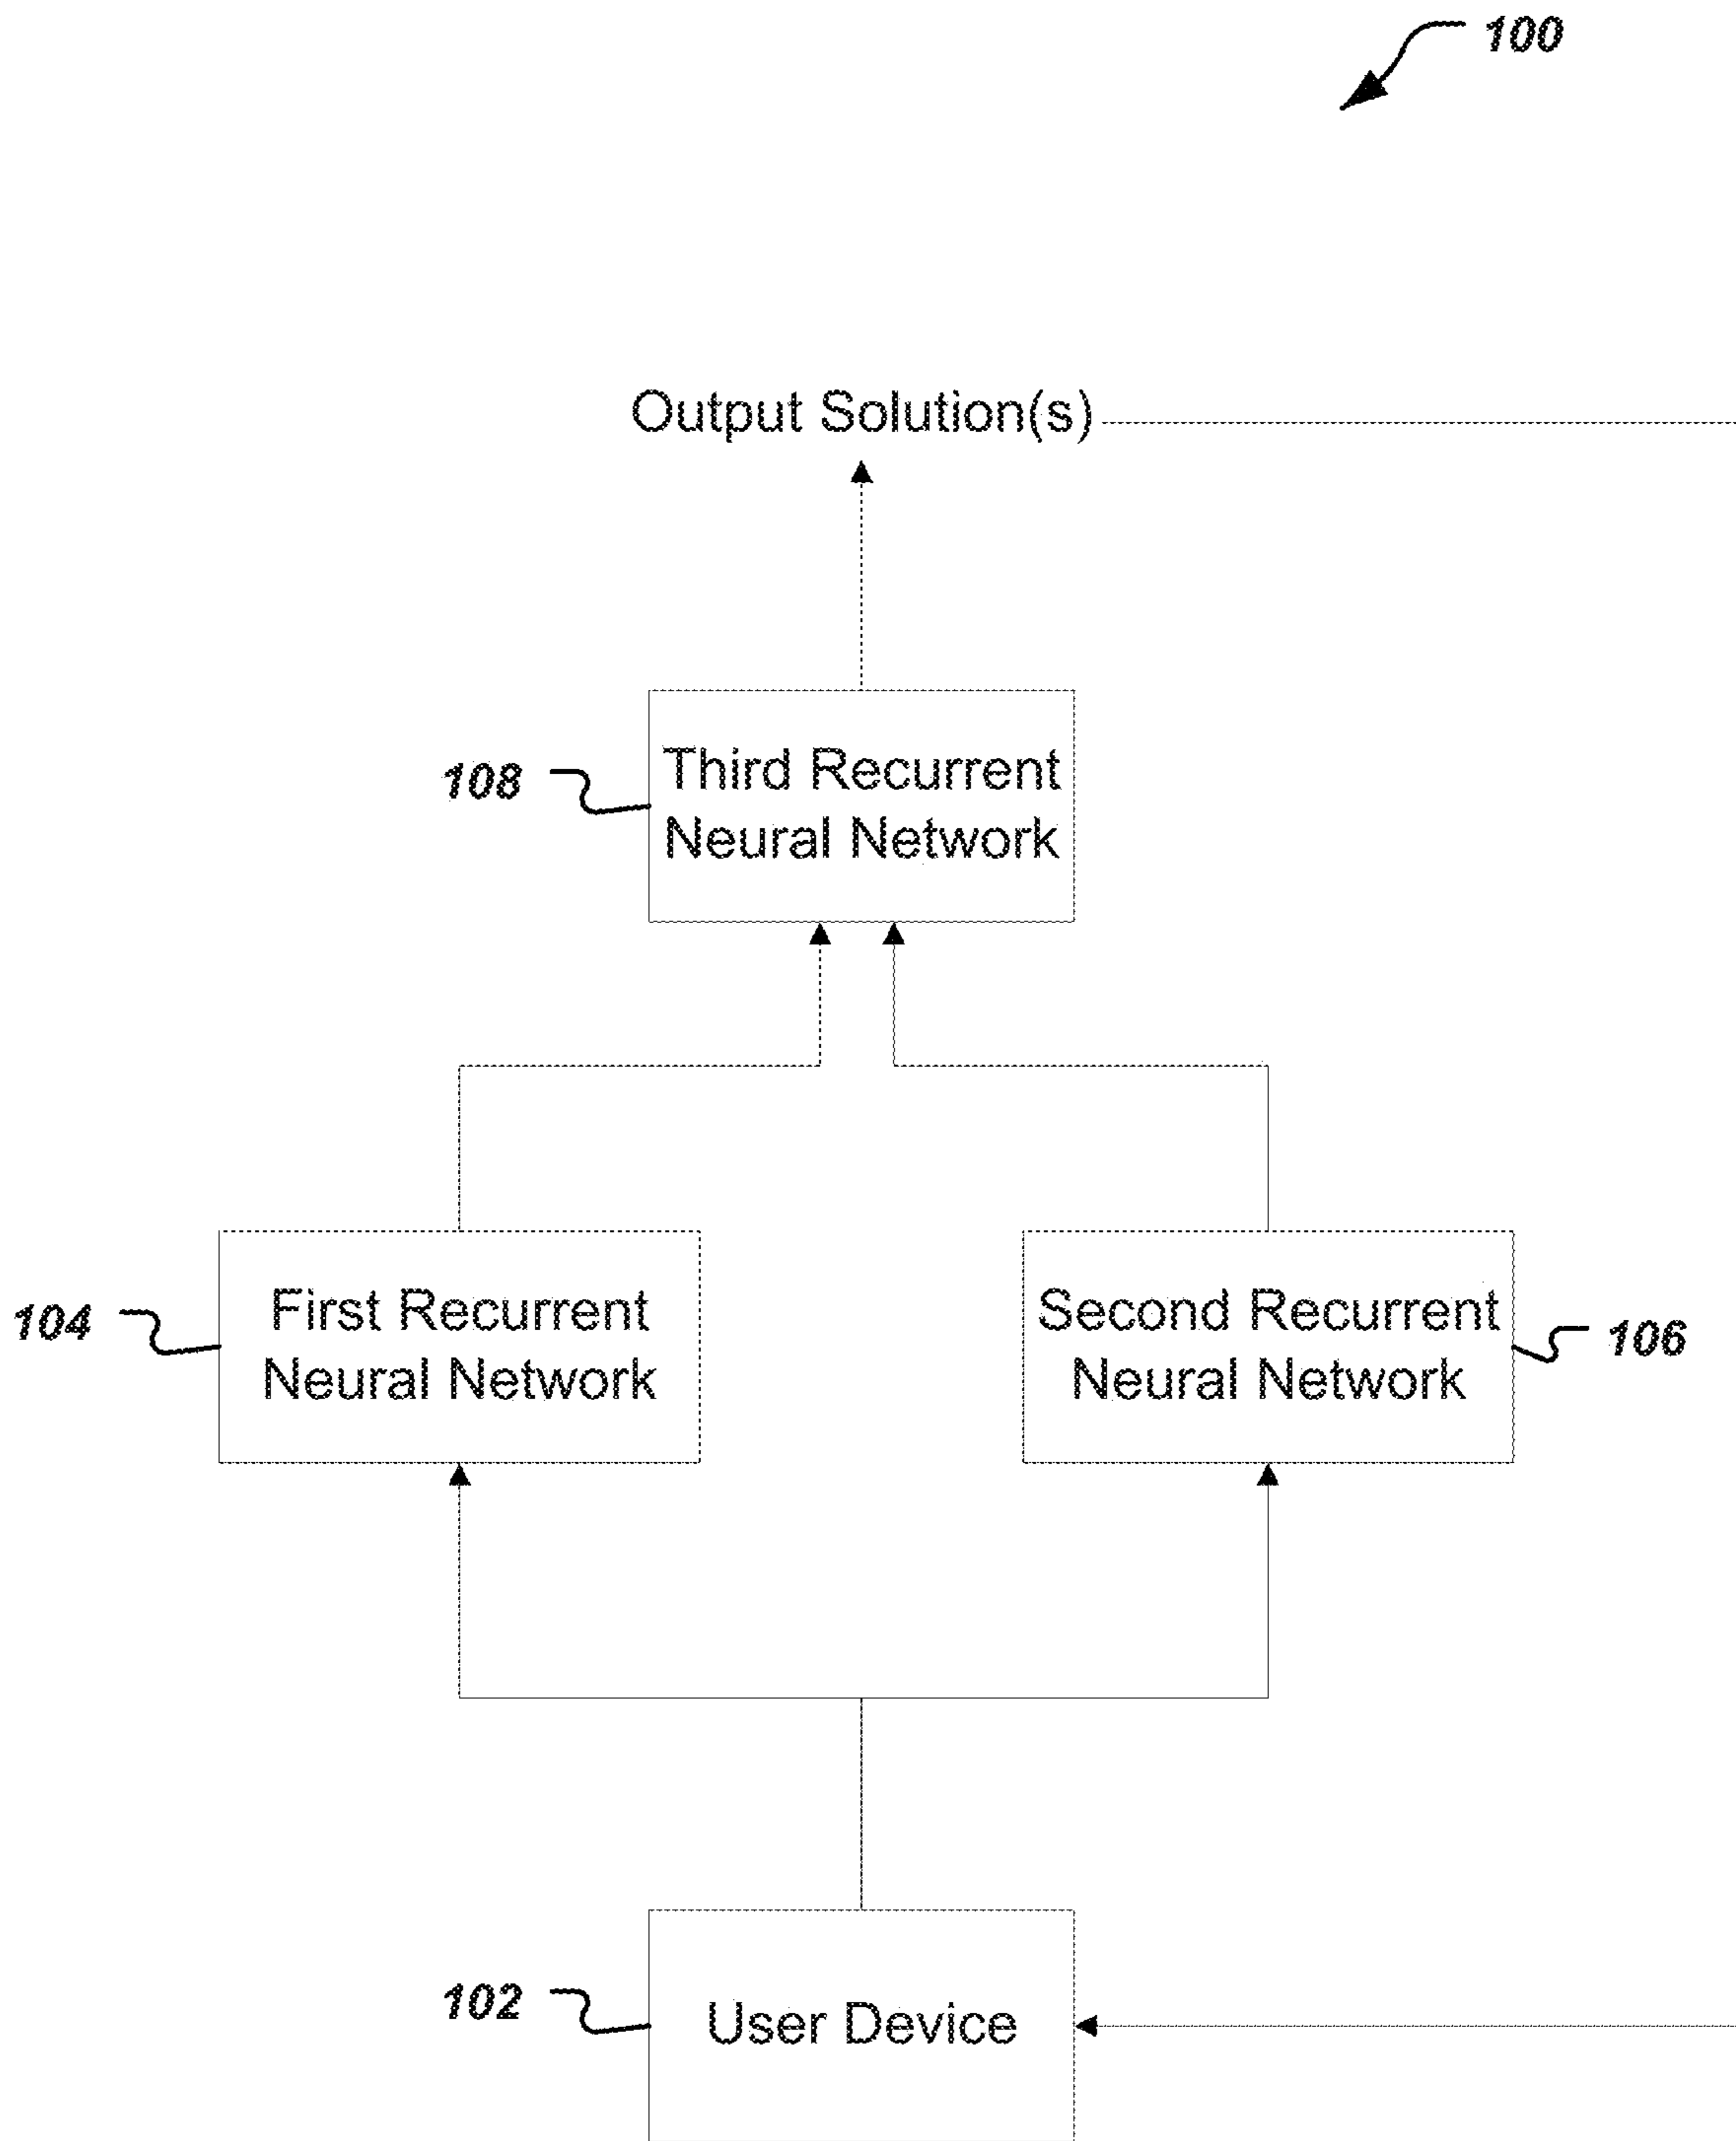 100
Output Solution(s)
108
Third Recurrent
Neural Network
104
First Recurrent
Neural Network
Second Recurrent
Neural Network
106
102
User Device